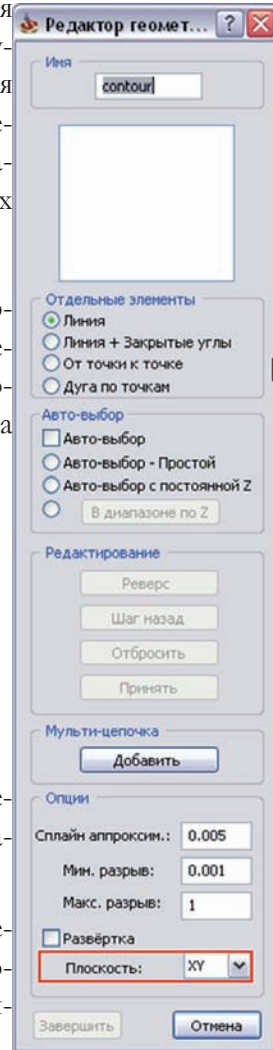 Редактор геомет...
Имя
contour
Отдельные элементы
Линия
Линия + Закрытые углы
От точки к точке
Дуга по точкам
Авто-выбор
Авто-выбор
Авто-выбор - Простой
Авто-выбор с постоянной Z
В диапазоне по Z
Редактирование
Реверс
Шаг назад
Отбросить
Принять
Мульти-цепочка
Добавить
Опции
Сплайн аппроксим.: 0.005
Мин. разрыв: 0.001
Макс. разрыв: 1
Развёртка
Плоскость: XY
Завершить Отмена